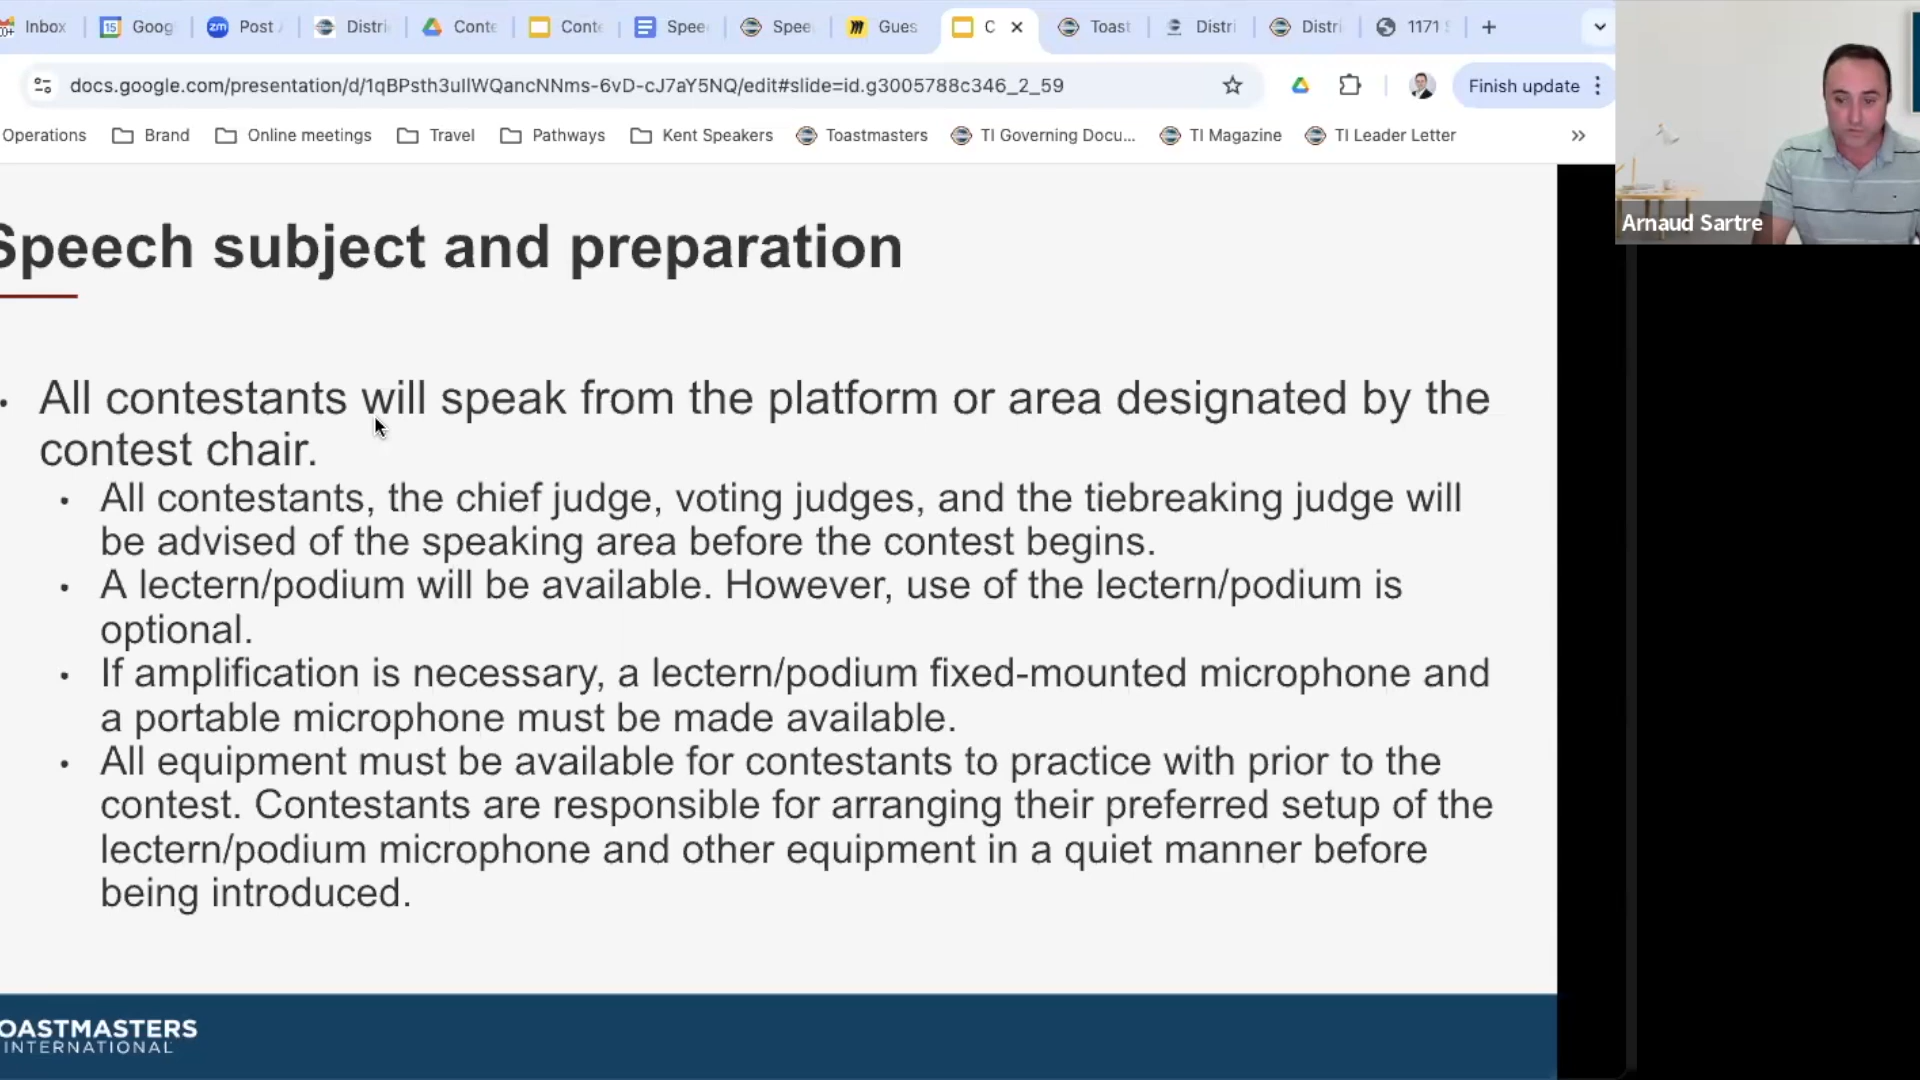 Inbox
15 Goog
zm Post
Distri
Conte
Conte
Spee
Spee
Gues
C
Toast
Distri
Distri
1171
docs.google.com/presentation/d/1qBPsth3uIlWQancNNms-6vD-cJ7aY5NQ/edit#slide=id.g3005788c346_2_59
Finish update
Operations
Brand
Online meetings
Travel
Pathways
Kent Speakers
Toastmasters
TI Governing Docu...
TI Magazine
TI Leader Letter
Arnaud Sartre
Speech subject and preparation
• All contestants will speak from the platform or area designated by the
contest chair.
• All contestants, the chief judge, voting judges, and the tiebreaking judge will
be advised of the speaking area before the contest begins.
• A lectern/podium will be available. However, use of the lectern/podium is
optional.
• If amplification is necessary, a lectern/podium fixed-mounted microphone and
a portable microphone must be made available.
• All equipment must be available for contestants to practice with prior to the
contest. Contestants are responsible for arranging their preferred setup of the
lectern/podium microphone and other equipment in a quiet manner before
being introduced.
OASTMASTERS
INTERNATIONAL